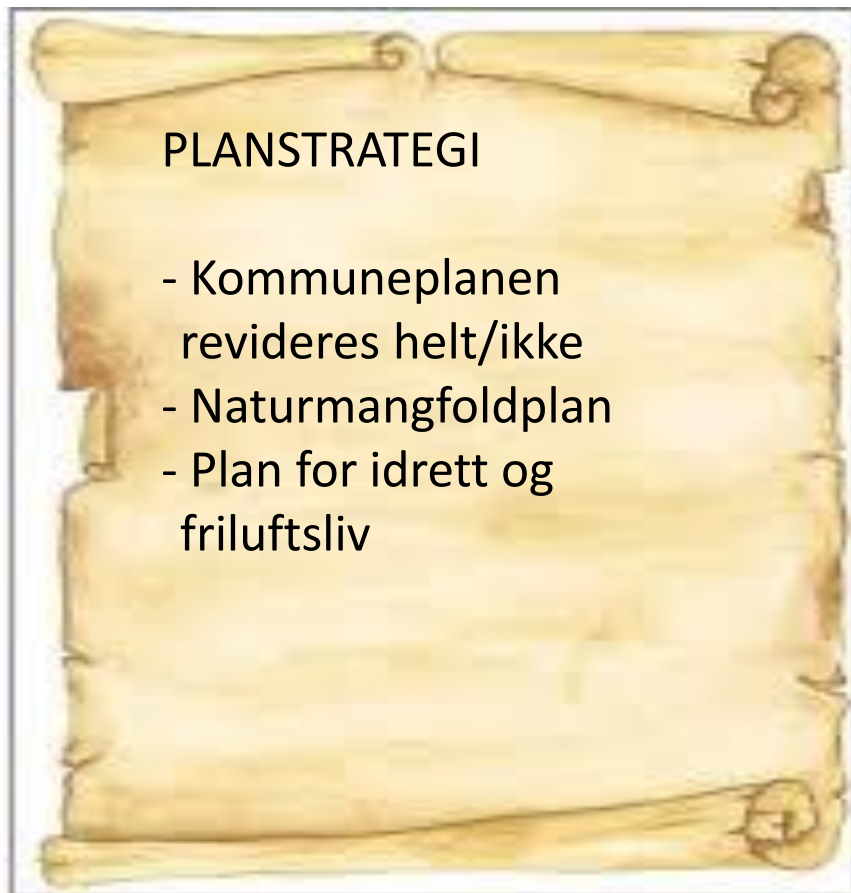 PLANSTRATEGI
- Kommuneplanen
revideres helt/ikke
- Naturmangfoldplan
- Plan for idrett og
friluftsliv